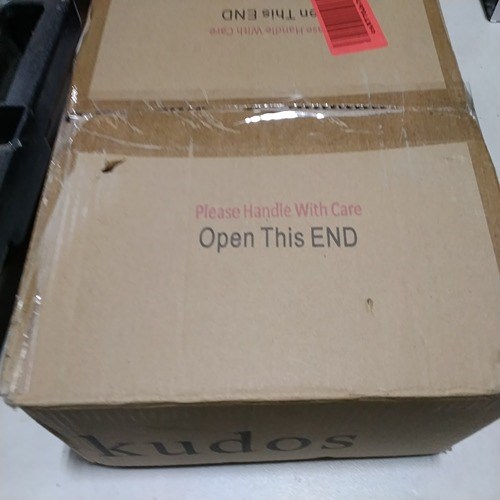 Open This END
Please Handle With Care
Please Handle With Care
Open This END
kudos